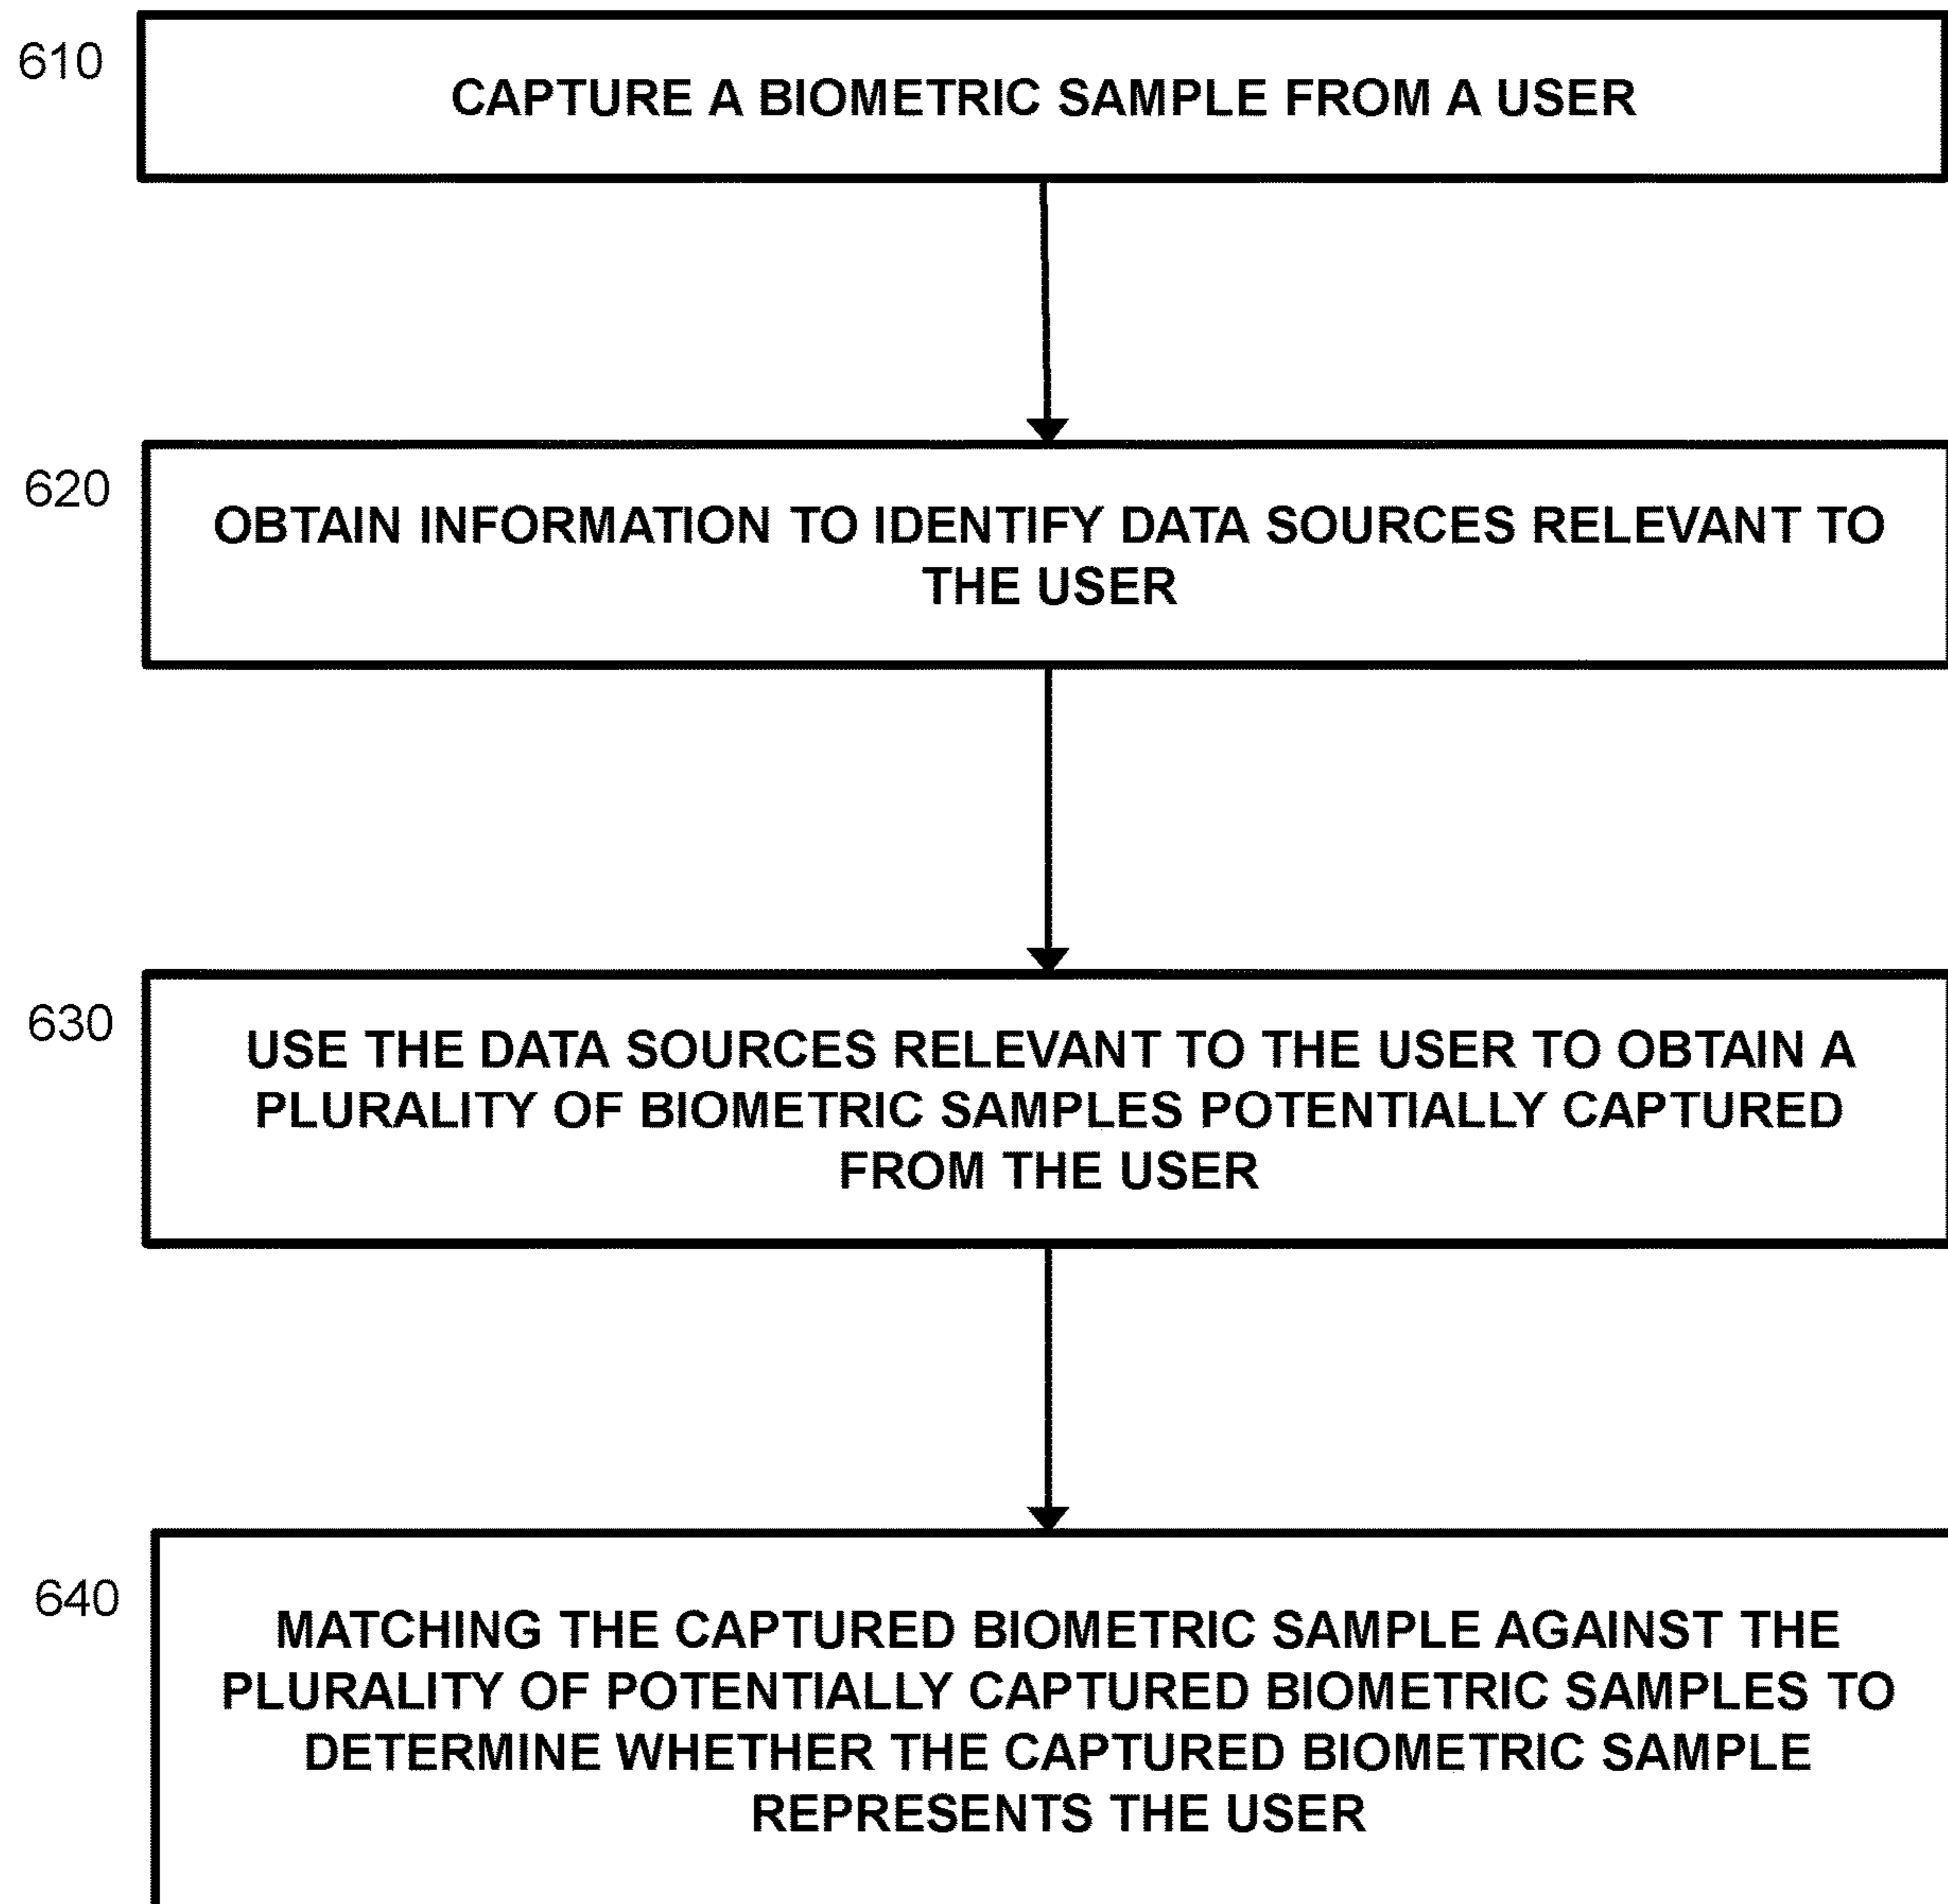 610
CAPTURE A BIOMETRIC SAMPLE FROM A USER
620
OBTAIN INFORMATION TO IDENTIFY DATA SOURCES RELEVANT TO
THE USER
630
USE THE DATA SOURCES RELEVANT TO THE USER TO OBTAIN A
PLURALITY OF BIOMETRIC SAMPLES POTENTIALLY CAPTURED
FROM THE USER
640
MATCHING THE CAPTURED BIOMETRIC SAMPLE AGAINST THE
PLURALITY OF POTENTIALLY CAPTURED BIOMETRIC SAMPLES TO
DETERMINE WHETHER THE CAPTURED BIOMETRIC SAMPLE
REPRESENTS THE USER